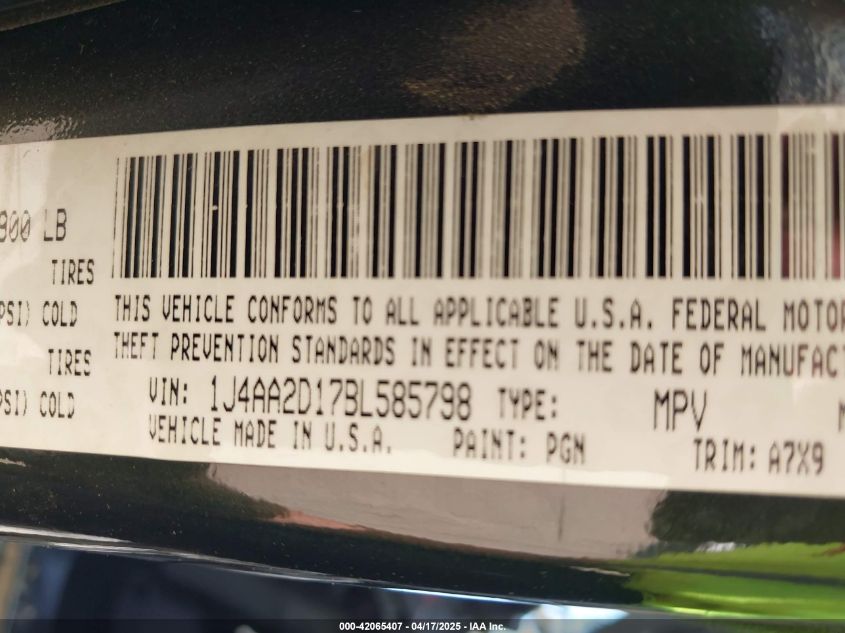 900 LB
TIRES
PSI) COLD
TIRES
PSI) COLD
THIS VEHICLE CONFORMS TO ALL APPLICABLE U.S.A. FEDERAL MOTOR
THEFT PREVENTION STANDARDS IN EFFECT ON THE DATE OF MANUFACT
VIN: 1J4AA2D17BL585798 TYPE: MPV
VEHICLE MADE IN U.S.A. PAINT: PGN TRIM: A7X9
000-42065407 - 04/17/2025 - IAA Inc.